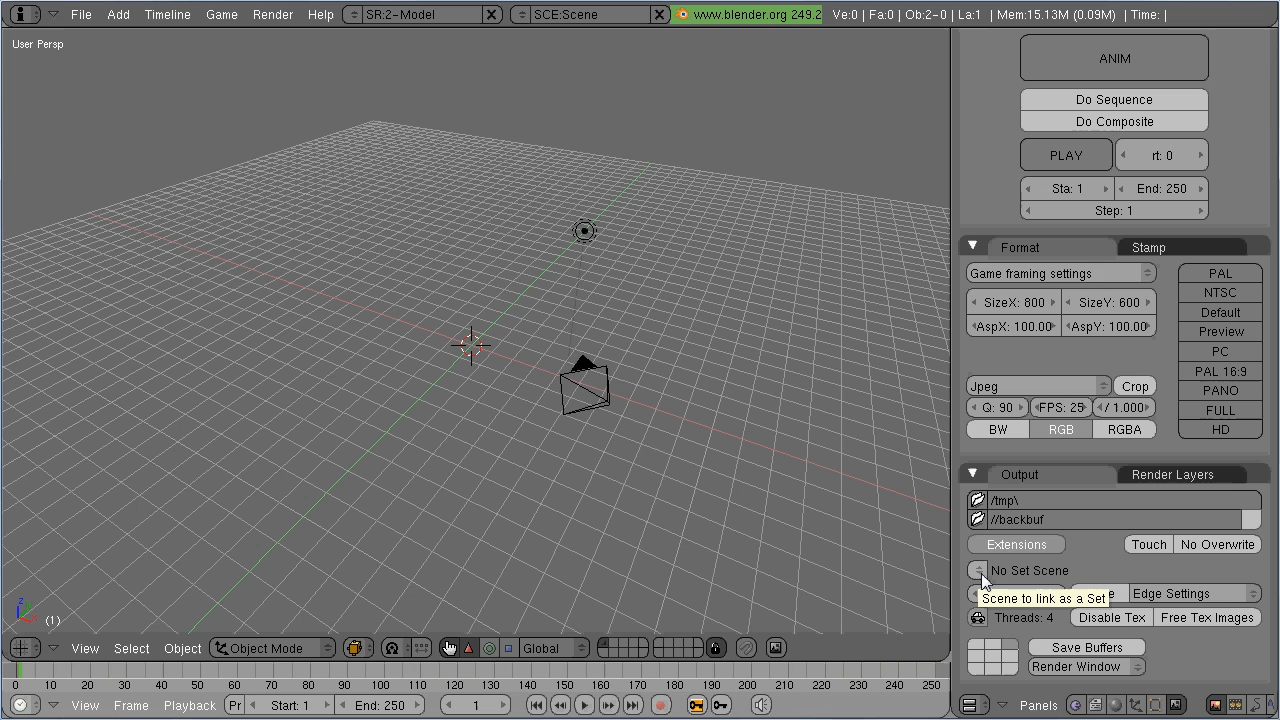 File Add Timeline Game Render Help SR:2-Model SCE:Scene www.blender.org 249.2 Ve:0 | Fa:0 | Ob:2-0 | La:1 | Mem:15.13M (0.09M) | Time: |
User Persp
ANIM
Do Sequence
Do Composite
PLAY rt: 0
Sta: 1 End: 250
Step: 1
Format Stamp
Game framing settings
SizeX: 800 SizeY: 600
AspX: 100.00 AspY: 100.00
Jpeg Crop
Q: 90 FPS: 25 / 1.000
BW RGB RGBA
PAL
NTSC
Default
Preview
PC
PAL 16:9
PANO
FULL
HD
Output Render Layers
/tmp\
//backbuf
Extensions Touch No Overwrite
No Set Scene
Edge Settings
Scene to link as a Set
Threads: 4 Disable Tex Free Tex Images
Save Buffers
Render Window
Panels
z
(1)
View Select Object Object Mode Global
0 10 20 30 40 50 60 70 80 90 100 110 120 130 140 150 160 170 180 190 200 210 220 230 240 250
View Frame Playback Pr Start: 1 End: 250 1